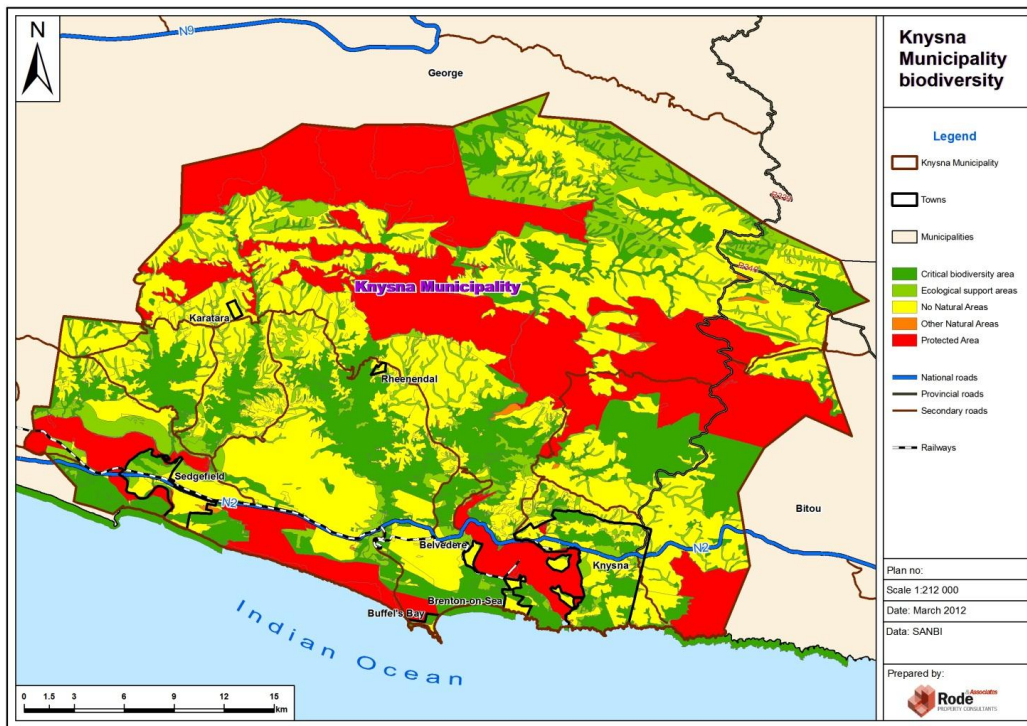 Knysna
Municipality
biodiversity
Legend
Knysna Municipality
Towns
Municipalities
Critical biodiversity area
Ecological support areas
No Natural Areas
Other Natural Areas
Protected Area
National roads
Provincial roads
Secondary roads
Railways
Plan no:
Scale 1:212 000
Date: March 2012
Data: SANBI
Prepared by:
Rode
& Associates
PROPERTY CONSULTANTS
N
N9
George
Knysna Municipality
Karatara
Rheenendal
Sedgefield
N2
Bitou
Belvedere
Knysna
N2
Brenton-on-Sea
Buffel's Bay
Indian Ocean
0 1.5 3 6 9 12 15
km